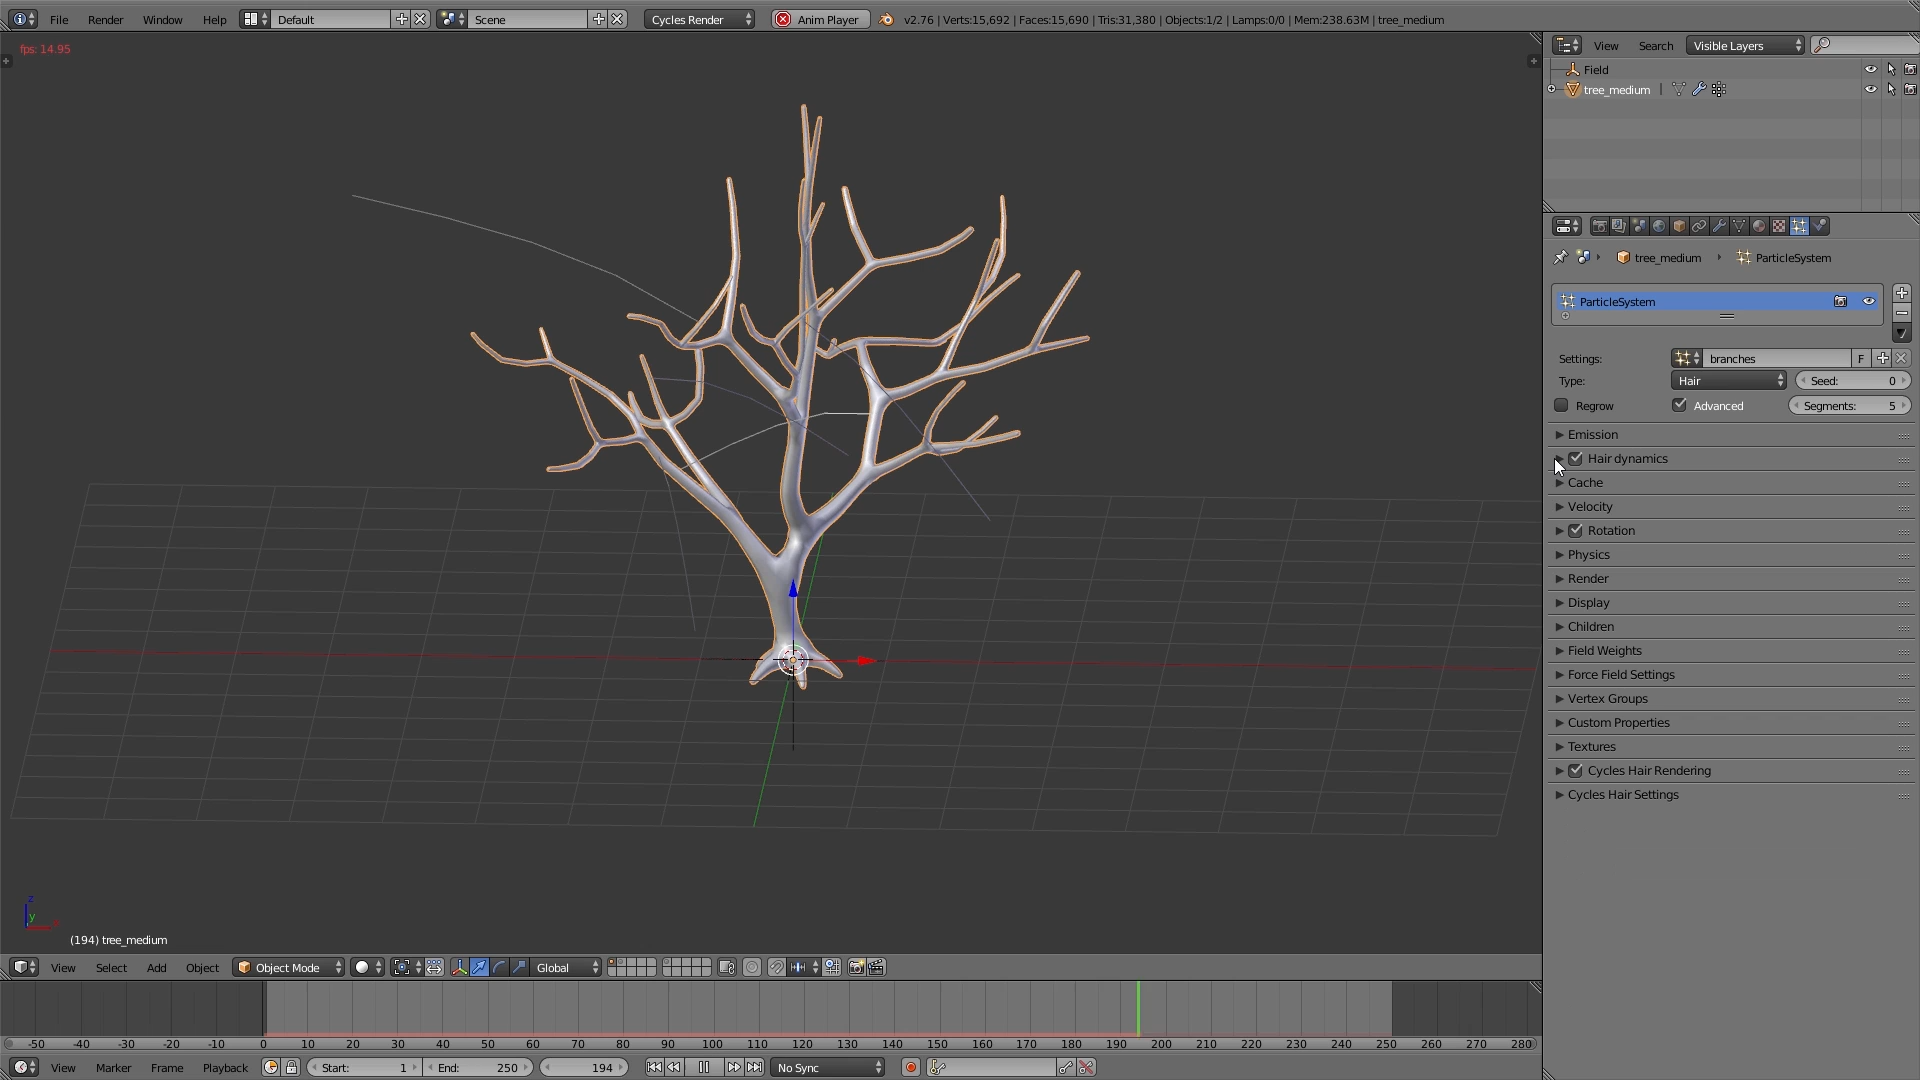 File Render Window Help Default Scene Cycles Render Anim Player v2.76 | Verts:15,692 | Faces:15,690 | Tris:31,380 | Objects:1/2 | Lamps:0/0 | Mem:238.63M | tree_medium
fps: 14.95
View Search Visible Layers
Field
tree_medium
tree_medium ParticleSystem
ParticleSystem
Settings: branches F
Type: Hair Seed: 0
Regrow Advanced Segments: 5
Emission
Hair dynamics
Cache
Velocity
Rotation
Physics
Render
Display
Children
Field Weights
Force Field Settings
Vertex Groups
Custom Properties
Textures
Cycles Hair Rendering
Cycles Hair Settings
z
y
(194) tree_medium
View Select Add Object Object Mode Global
-50 -40 -30 -20 -10 0 10 20 30 40 50 60 70 80 90 100 110 120 130 140 150 160 170 180 190 200 210 220 230 240 250 260 270 280
View Marker Frame Playback Start: 1 End: 250 194 No Sync